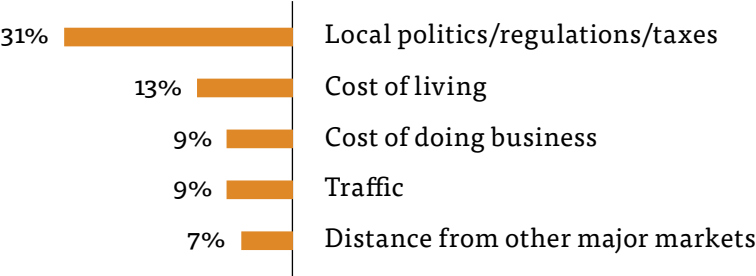 31% Local politics/regulations/taxes
13% Cost of living
9% Cost of doing business
9% Traffic
7% Distance from other major markets